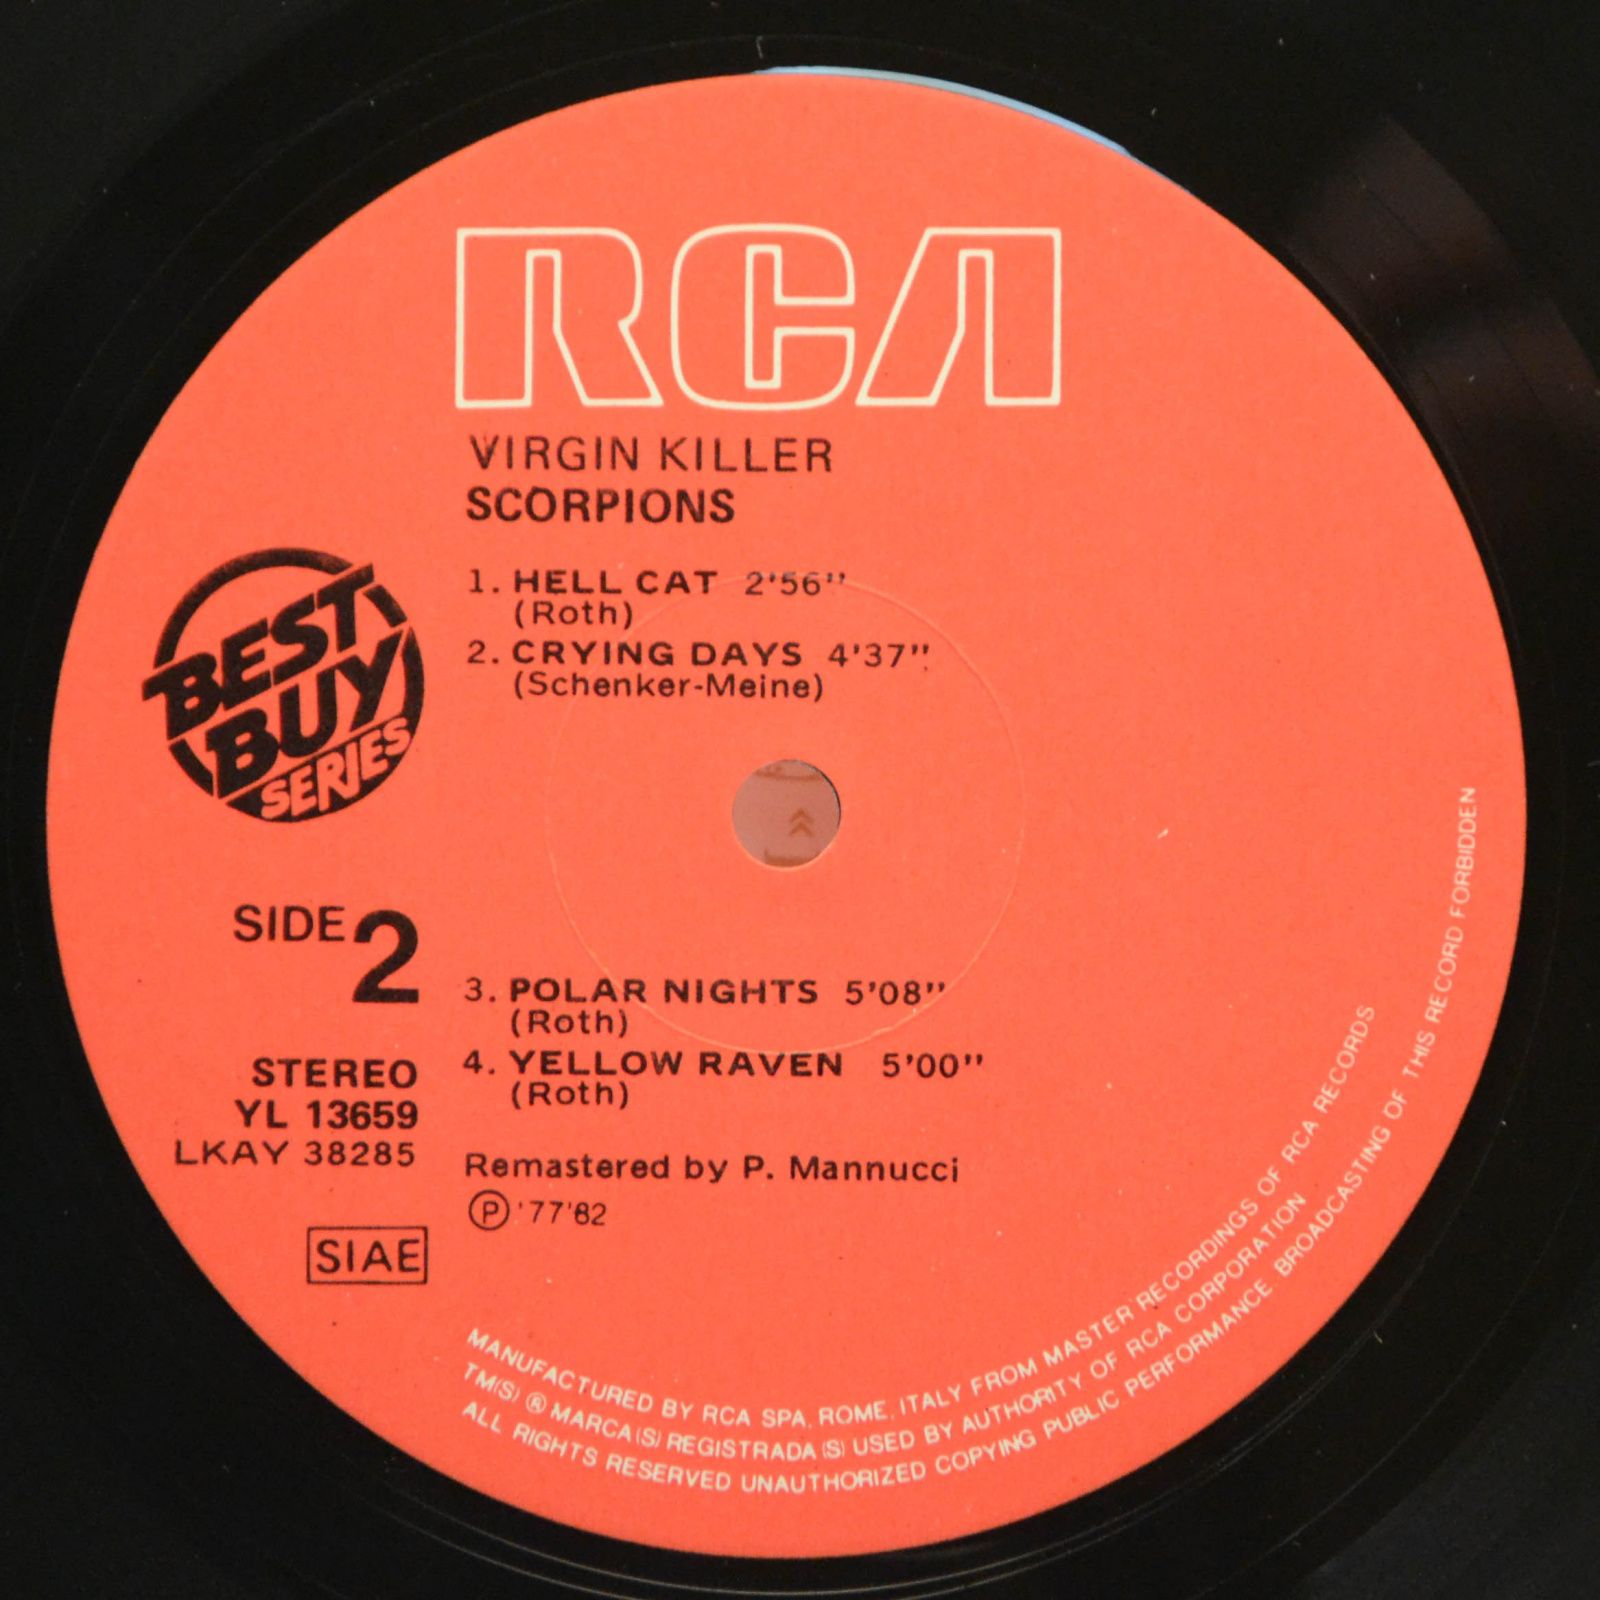 RCA
VIRGIN KILLER
SCORPIONS
1. HELL CAT 2'56''
(Roth)
2. CRYING DAYS 4'37''
(Schenker-Meine)
BEST
BUY
SERIES
SIDE 2
3. POLAR NIGHTS 5'08''
(Roth)
4. YELLOW RAVEN 5'00''
(Roth)
STEREO
YL 13659
LKAY 38285
Remastered by P. Mannucci
Ⓟ '77'82
SIAE
MANUFACTURED BY RCA SPA. ROME. ITALY FROM MASTER RECORDINGS OF RCA RECORDS
TM(S) ® MARCA(S) REGISTRADA(S) USED BY AUTHORITY OF RCA CORPORATION
ALL RIGHTS RESERVED UNAUTHORIZED COPYING PUBLIC PERFORMANCE BROADCASTING OF THIS RECORD FORBIDDEN